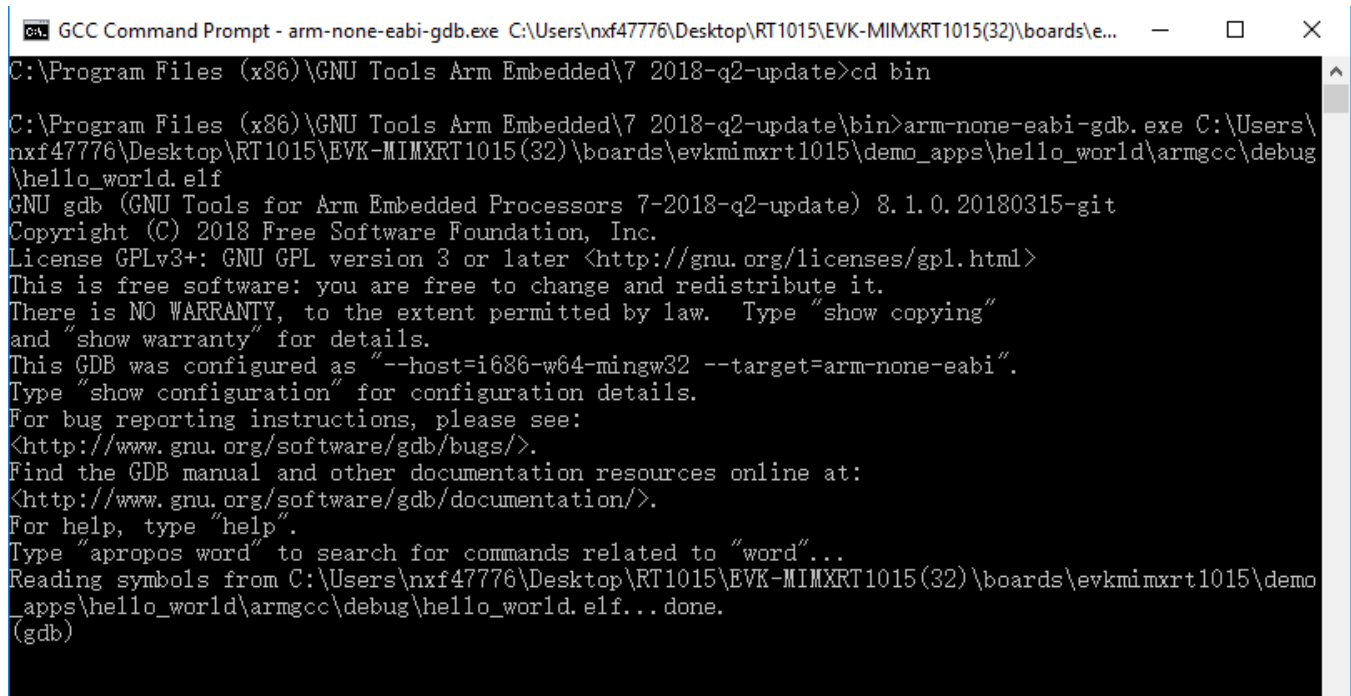 GCC Command Prompt - arm-none-eabi-gdb.exe C:\Users\nxf47776\Desktop\RT1015\EVK-MIMXRT1015(32)\boards\e...
C:\Program Files (x86)\GNU Tools Arm Embedded\7 2018-q2-update>cd bin
C:\Program Files (x86)\GNU Tools Arm Embedded\7 2018-q2-update\bin>arm-none-eabi-gdb.exe C:\Users\
nxf47776\Desktop\RT1015\EVK-MIMXRT1015(32)\boards\evkmimxrt1015\demo_apps\hello_world\armgcc\debug
\hello_world.elf
GNU gdb (GNU Tools for Arm Embedded Processors 7-2018-q2-update) 8.1.0.20180315-git
Copyright (C) 2018 Free Software Foundation, Inc.
License GPLv3+: GNU GPL version 3 or later <http://gnu.org/licenses/gpl.html>
This is free software: you are free to change and redistribute it.
There is NO WARRANTY, to the extent permitted by law.  Type "show copying"
and "show warranty" for details.
This GDB was configured as "--host=i686-w64-mingw32 --target=arm-none-eabi".
Type "show configuration" for configuration details.
For bug reporting instructions, please see:
<http://www.gnu.org/software/gdb/bugs/>.
Find the GDB manual and other documentation resources online at:
<http://www.gnu.org/software/gdb/documentation/>.
For help, type "help".
Type "apropos word" to search for commands related to "word"...
Reading symbols from C:\Users\nxf47776\Desktop\RT1015\EVK-MIMXRT1015(32)\boards\evkmimxrt1015\demo
_apps\hello_world\armgcc\debug\hello_world.elf...done.
(gdb)